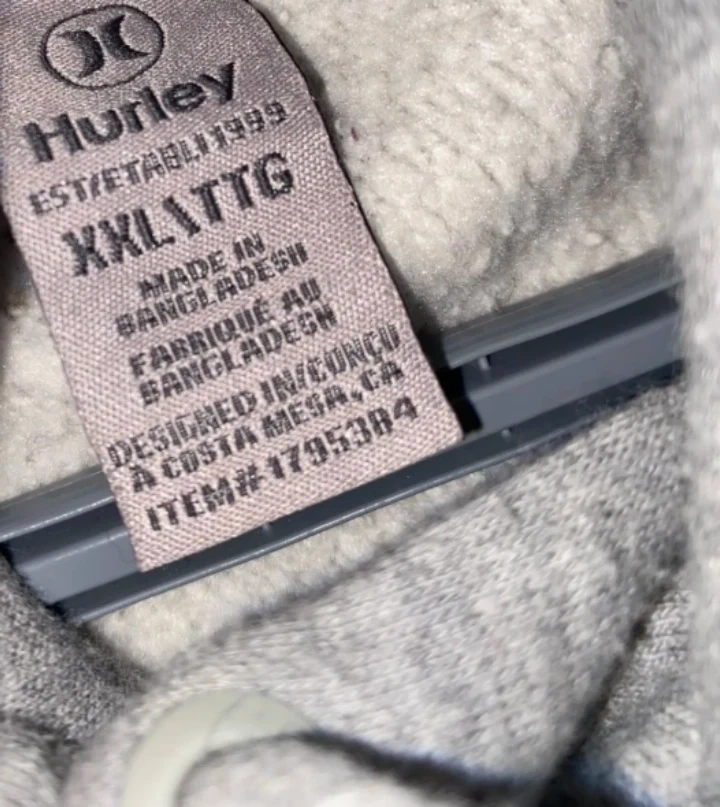 Hurley
EST/ETABLI 1999
XXL\TTG
MADE IN
BANGLADESH
FABRIQUÉ AU
BANGLADESH
DESIGNED IN/CONÇU
À COSTA MESA, CA
ITEM# 1795384